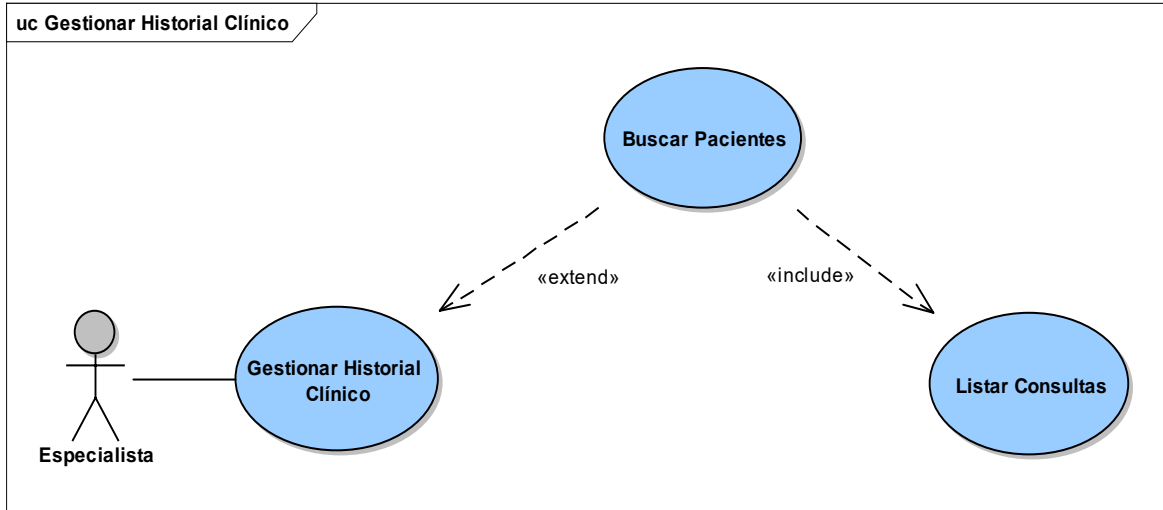 uc Gestionar Historial Clínico
Buscar Pacientes
«extend»
«include»
Gestionar Historial
Clínico
Listar Consultas
Especialista